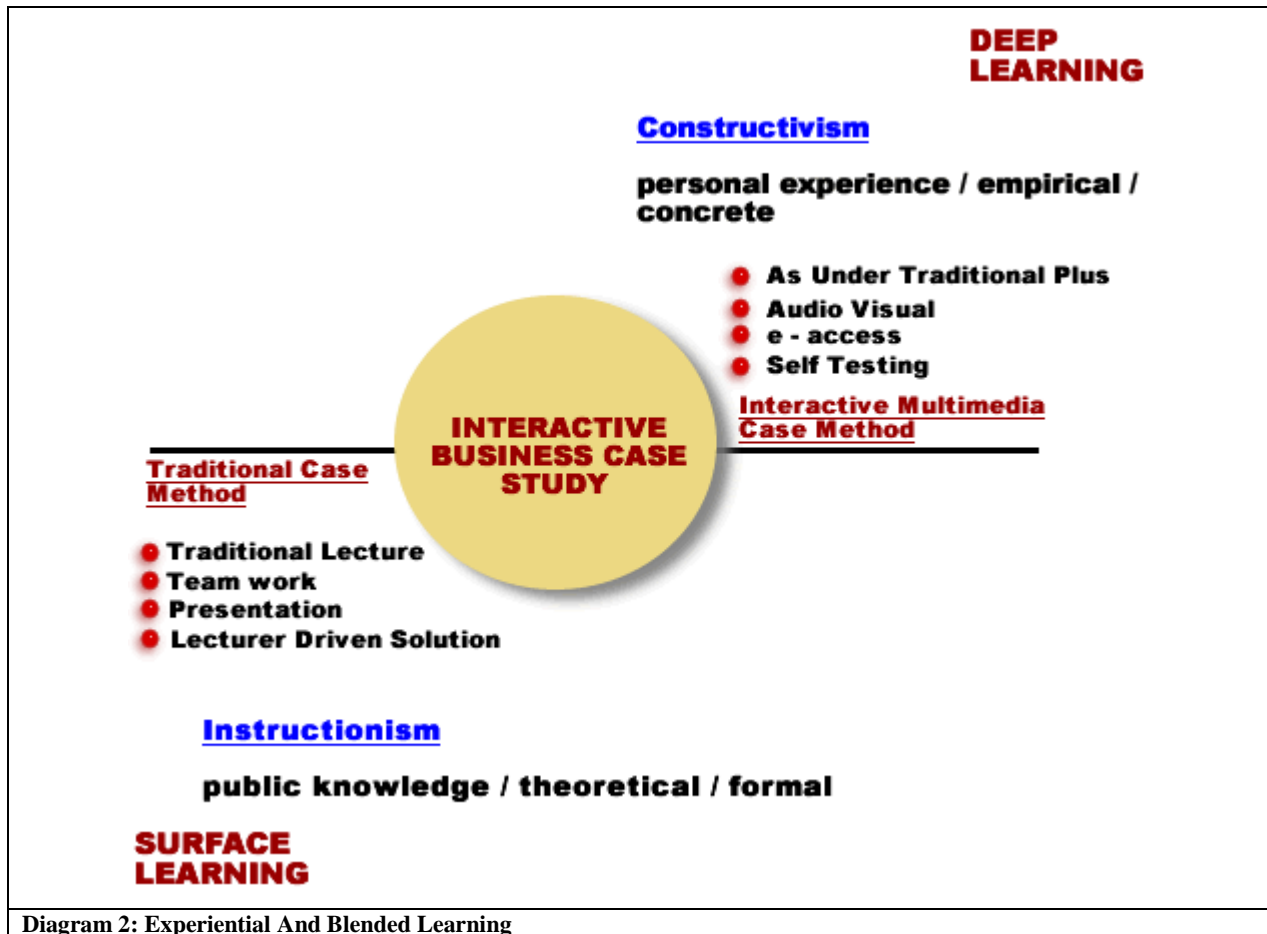 DEEP
LEARNING
Constructivism
personal experience / empirical /
concrete
As Under Traditional Plus
Audio Visual
e - access
Self Testing
Interactive Multimedia
Case Method
INTERACTIVE
BUSINESS CASE
STUDY
Traditional Case
Method
Traditional Lecture
Team work
Presentation
Lecturer Driven Solution
Instructionism
public knowledge / theoretical / formal
SURFACE
LEARNING
Diagram 2: Experiential And Blended Learning